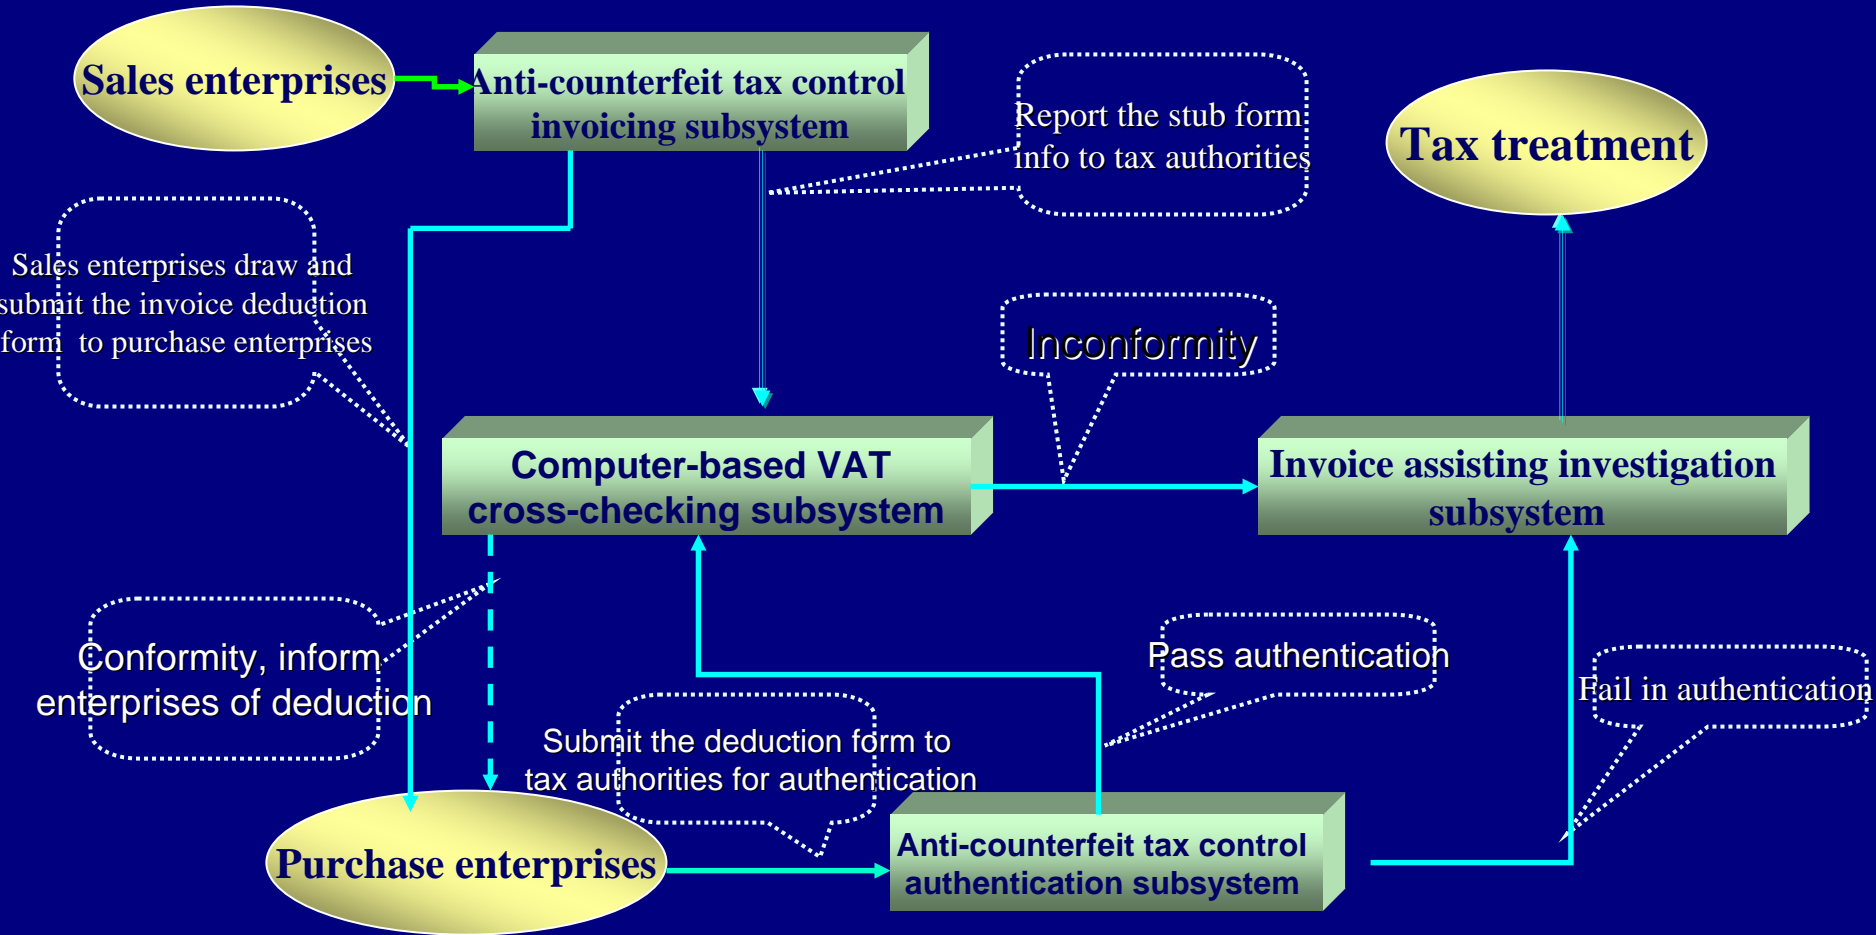 Sales enterprises
Anti-counterfeit tax control
invoicing subsystem
Report the stub form
info to tax authorities
Tax treatment
Sales enterprises draw and
submit the invoice deduction
form to purchase enterprises
Inconformity
Computer-based VAT
cross-checking subsystem
Invoice assisting investigation
subsystem
Conformity, inform
enterprises of deduction
Pass authentication
Fail in authentication
Submit the deduction form to
tax authorities for authentication
Purchase enterprises
Anti-counterfeit tax control
authentication subsystem